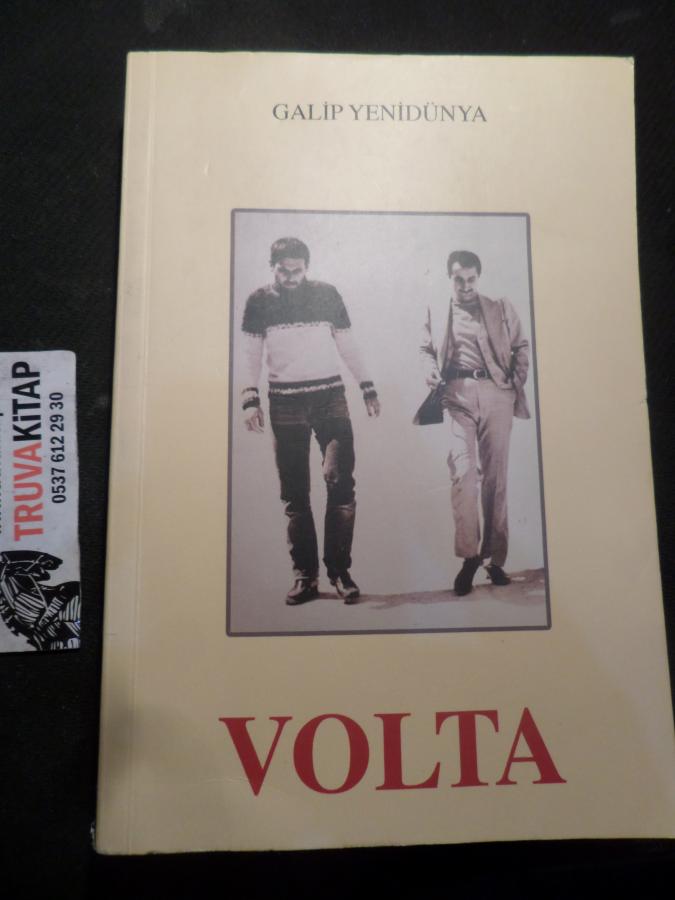 GALİP YENİDÜNYA
VOLTA
TRUVAKİTAP
0537 612 29 30